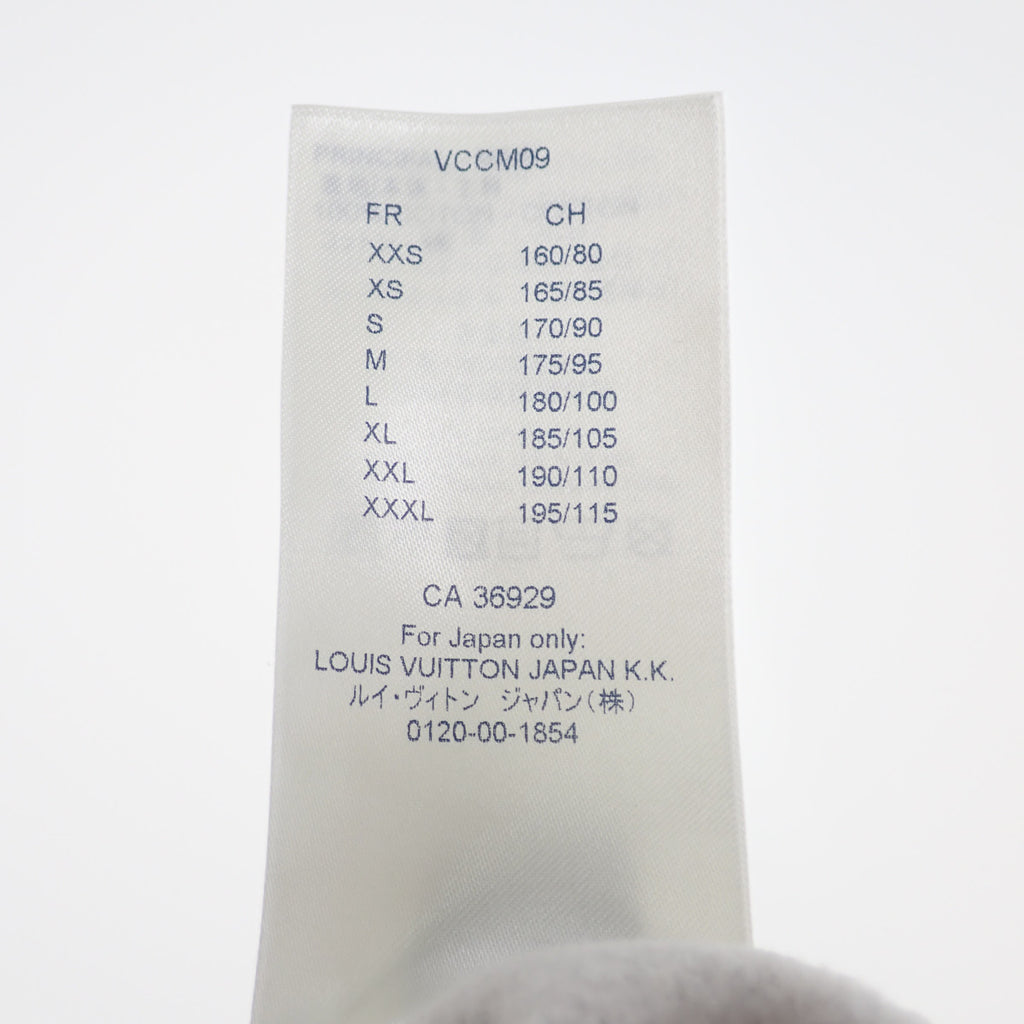 VCCM09
FR CH
XXS 160/80
XS 165/85
S 170/90
M 175/95
L 180/100
XL 185/105
XXL 190/110
XXXL 195/115
CA 36929
For Japan only:
LOUIS VUITTON JAPAN K.K.
ルイ・ヴィトン ジャパン(株)
0120-00-1854